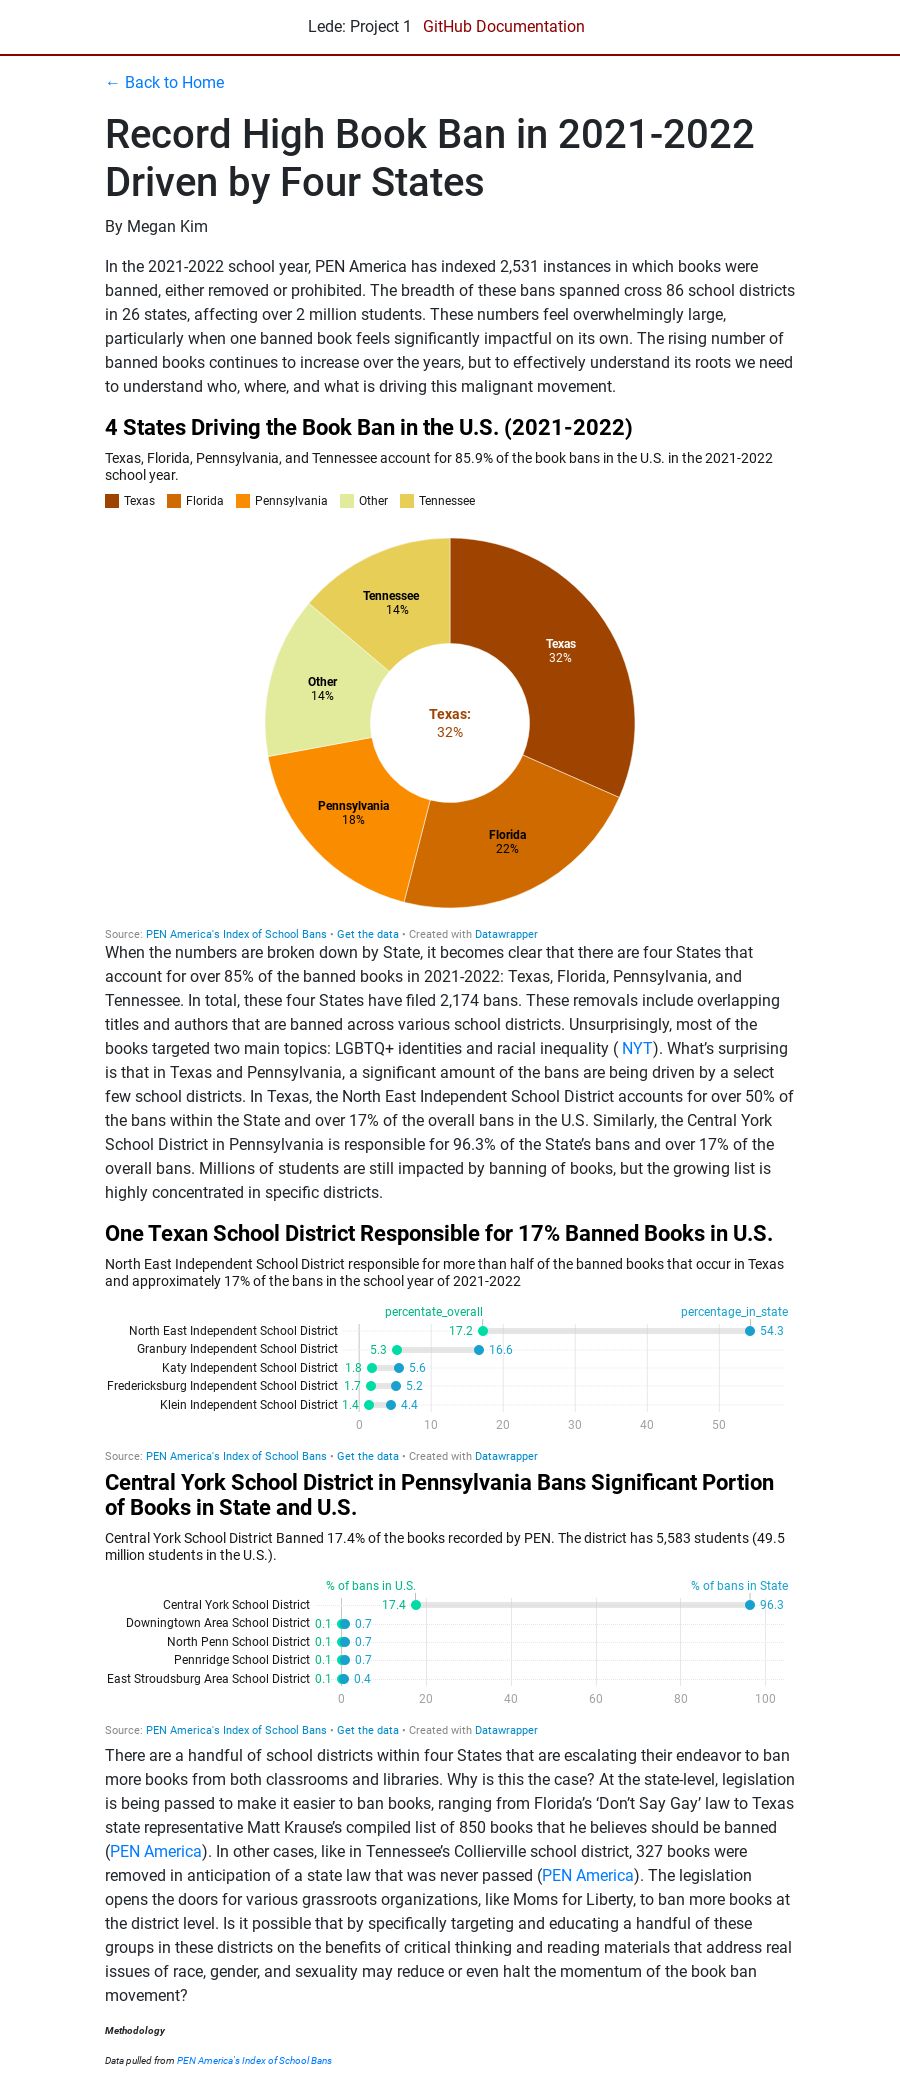 Lede: Project 1 GitHub Documentation
← Back to Home
Record High Book Ban in 2021-2022
Driven by Four States
By Megan Kim
In the 2021-2022 school year, PEN America has indexed 2,531 instances in which books were
banned, either removed or prohibited. The breadth of these bans spanned cross 86 school districts
in 26 states, affecting over 2 million students. These numbers feel overwhelmingly large,
particularly when one banned book feels significantly impactful on its own. The rising number of
banned books continues to increase over the years, but to effectively understand its roots we need
to understand who, where, and what is driving this malignant movement.
4 States Driving the Book Ban in the U.S. (2021-2022)
Texas, Florida, Pennsylvania, and Tennessee account for 85.9% of the book bans in the U.S. in the 2021-2022
school year.
Texas Florida Pennsylvania Other Tennessee
Tennessee
14%
Texas
32%
Other
14%
Texas:
32%
Pennsylvania
18%
Florida
22%
Source: PEN America's Index of School Bans • Get the data • Created with Datawrapper
When the numbers are broken down by State, it becomes clear that there are four States that
account for over 85% of the banned books in 2021-2022: Texas, Florida, Pennsylvania, and
Tennessee. In total, these four States have filed 2,174 bans. These removals include overlapping
titles and authors that are banned across various school districts. Unsurprisingly, most of the
books targeted two main topics: LGBTQ+ identities and racial inequality ( NYT). What's surprising
is that in Texas and Pennsylvania, a significant amount of the bans are being driven by a select
few school districts. In Texas, the North East Independent School District accounts for over 50% of
the bans within the State and over 17% of the overall bans in the U.S. Similarly, the Central York
School District in Pennsylvania is responsible for 96.3% of the State's bans and over 17% of the
overall bans. Millions of students are still impacted by banning of books, but the growing list is
highly concentrated in specific districts.
One Texan School District Responsible for 17% Banned Books in U.S.
North East Independent School District responsible for more than half of the banned books that occur in Texas
and approximately 17% of the bans in the school year of 2021-2022
percentate_overall percentage_in_state
North East Independent School District 17.2 54.3
Granbury Independent School District 5.3 16.6
Katy Independent School District 1.8 5.6
Fredericksburg Independent School District 1.7 5.2
Klein Independent School District 1.4 4.4
0 10 20 30 40 50
Source: PEN America's Index of School Bans • Get the data • Created with Datawrapper
Central York School District in Pennsylvania Bans Significant Portion
of Books in State and U.S.
Central York School District Banned 17.4% of the books recorded by PEN. The district has 5,583 students (49.5
million students in the U.S.).
% of bans in U.S. % of bans in State
Central York School District 17.4 96.3
Downingtown Area School District 0.1 0.7
North Penn School District 0.1 0.7
Pennridge School District 0.1 0.7
East Stroudsburg Area School District 0.1 0.4
0 20 40 60 80 100
Source: PEN America's Index of School Bans • Get the data • Created with Datawrapper
There are a handful of school districts within four States that are escalating their endeavor to ban
more books from both classrooms and libraries. Why is this the case? At the state-level, legislation
is being passed to make it easier to ban books, ranging from Florida's 'Don't Say Gay' law to Texas
state representative Matt Krause's compiled list of 850 books that he believes should be banned
(PEN America). In other cases, like in Tennessee's Collierville school district, 327 books were
removed in anticipation of a state law that was never passed (PEN America). The legislation
opens the doors for various grassroots organizations, like Moms for Liberty, to ban more books at
the district level. Is it possible that by specifically targeting and educating a handful of these
groups in these districts on the benefits of critical thinking and reading materials that address real
issues of race, gender, and sexuality may reduce or even halt the momentum of the book ban
movement?
Methodology
Data pulled from PEN America's Index of School Bans